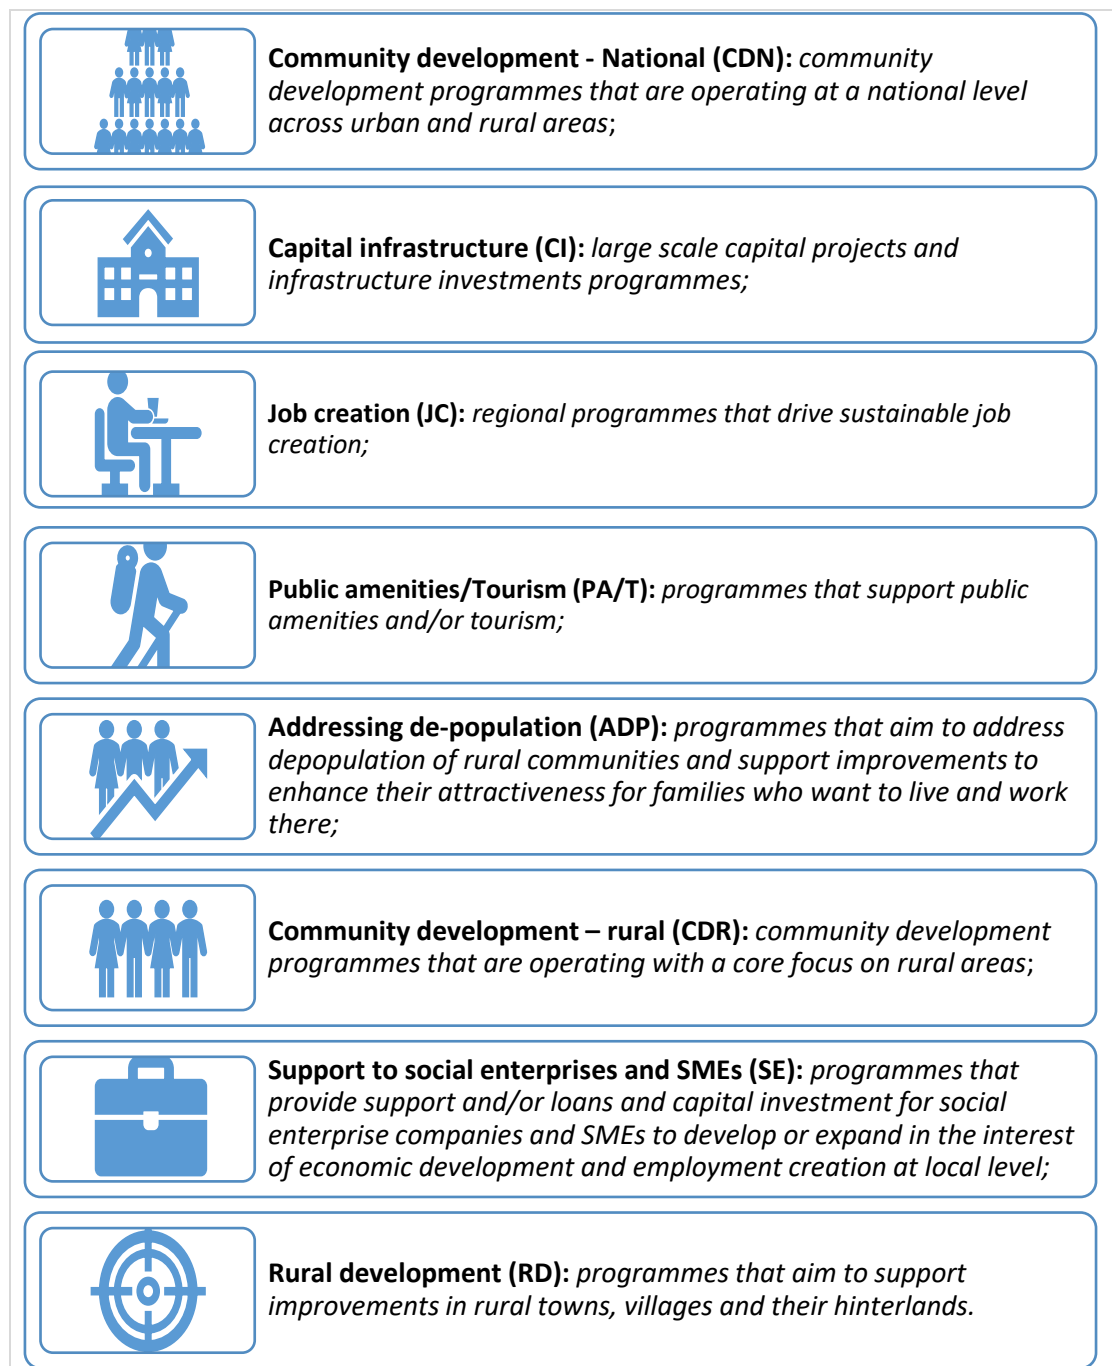 Community development - National (CDN): community
development programmes that are operating at a national level
across urban and rural areas;
Capital infrastructure (CI): large scale capital projects and
infrastructure investments programmes;
Job creation (JC): regional programmes that drive sustainable job
creation;
Public amenities/Tourism (PA/T): programmes that support public
amenities and/or tourism;
Addressing de-population (ADP): programmes that aim to address
depopulation of rural communities and support improvements to
enhance their attractiveness for families who want to live and work
there;
Community development – rural (CDR): community development
programmes that are operating with a core focus on rural areas;
Support to social enterprises and SMEs (SE): programmes that
provide support and/or loans and capital investment for social
enterprise companies and SMEs to develop or expand in the interest
of economic development and employment creation at local level;
Rural development (RD): programmes that aim to support
improvements in rural towns, villages and their hinterlands.